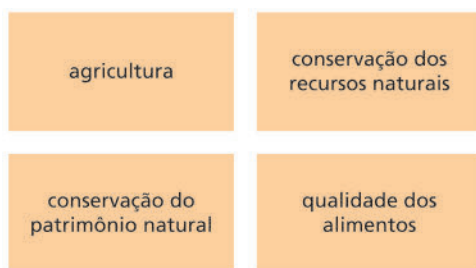 agricultura
conservação dos
recursos naturais
conservação do
patrimônio natural
qualidade dos
alimentos